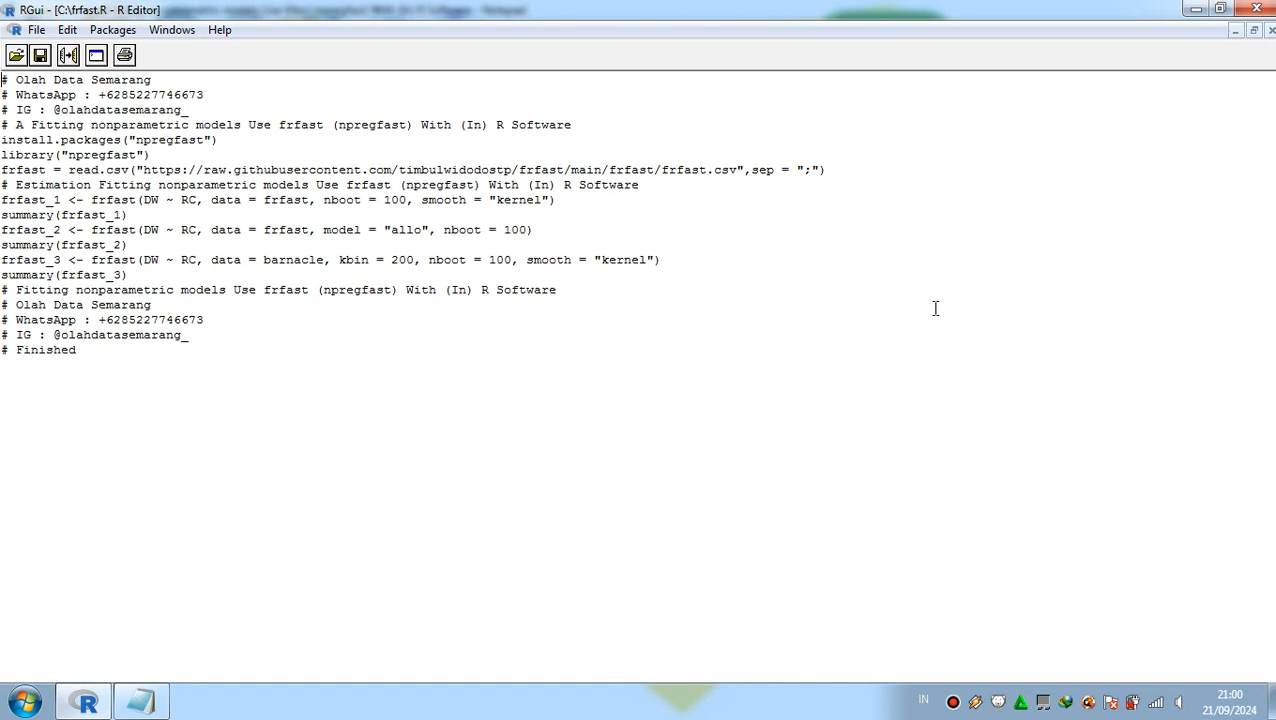 RGui - [C:\frfast.R - R Editor]
File Edit Packages Windows Help
# Olah Data Semarang
# WhatsApp : +6285227746673
# IG : @olahdatasemarang_
# A Fitting nonparametric models Use frfast (npregfast) With (In) R Software
install.packages("npregfast")
library("npregfast")
frfast = read.csv("https://raw.githubusercontent.com/timbulwidodostp/frfast/main/frfast/frfast.csv",sep = ";")
# Estimation Fitting nonparametric models Use frfast (npregfast) With (In) R Software
frfast_1 <- frfast(DW ~ RC, data = frfast, nboot = 100, smooth = "kernel")
summary(frfast_1)
frfast_2 <- frfast(DW ~ RC, data = frfast, model = "allo", nboot = 100)
summary(frfast_2)
frfast_3 <- frfast(DW ~ RC, data = barnacle, kbin = 200, nboot = 100, smooth = "kernel")
summary(frfast_3)
# Fitting nonparametric models Use frfast (npregfast) With (In) R Software
# Olah Data Semarang
# WhatsApp : +6285227746673
# IG : @olahdatasemarang_
# Finished
IN
21:00
21/09/2024